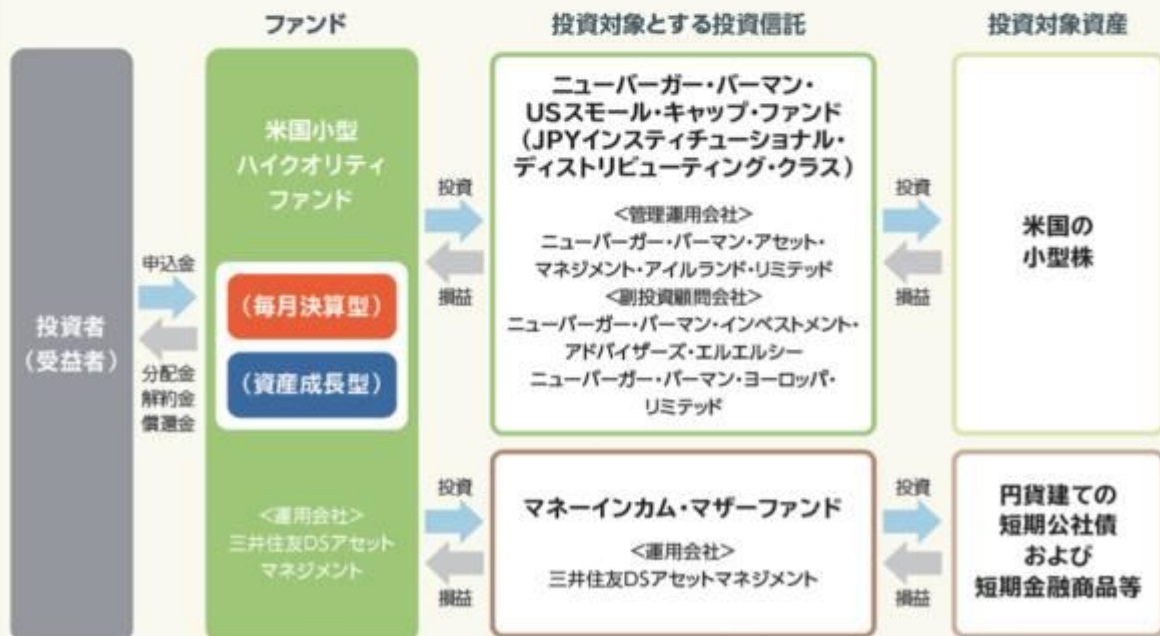 ファンド
投資対象とする投資信託
投資対象資産
投資者
(受益者)
申込金
分配金
解約金
償還金
米国小型
ハイクオリティ
ファンド
(毎月決算型)
(資産成長型)
<運用会社>
三井住友DSアセット
マネジメント
投資
損益
ニューバーガー・バーマン・
USスモール・キャップ・ファンド
(JPYインスティチューショナル・
ディストリビューティング・クラス)
<管理運用会社>
ニューバーガー・バーマン・アセット・
マネジメント・アイルランド・リミテッド
<副投資顧問会社>
ニューバーガー・バーマン・インベストメント・
アドバイザーズ・エルエルシー
ニューバーガー・バーマン・ヨーロッパ・
リミテッド
投資
損益
米国の
小型株
投資
損益
マネーインカム・マザーファンド
<運用会社>
三井住友DSアセットマネジメント
投資
損益
円貨建ての
短期公社債
および
短期金融商品等